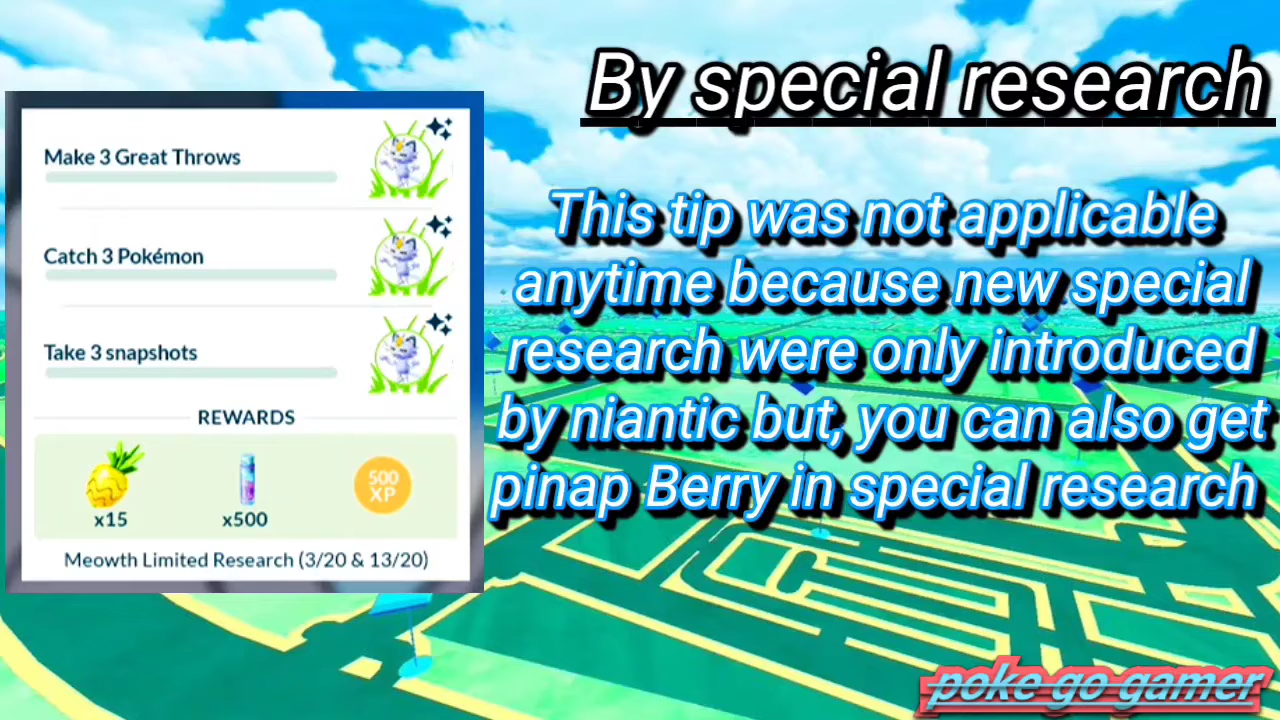 By special research
Make 3 Great Throws
Catch 3 Pokémon
Take 3 snapshots
REWARDS
500
XP
x15
x500
Meowth Limited Research (3/20 & 13/20)
This tip was not applicable
anytime because new special
research were only introduced
by niantic but, you can also get
pinap Berry in special research
poke go gamer